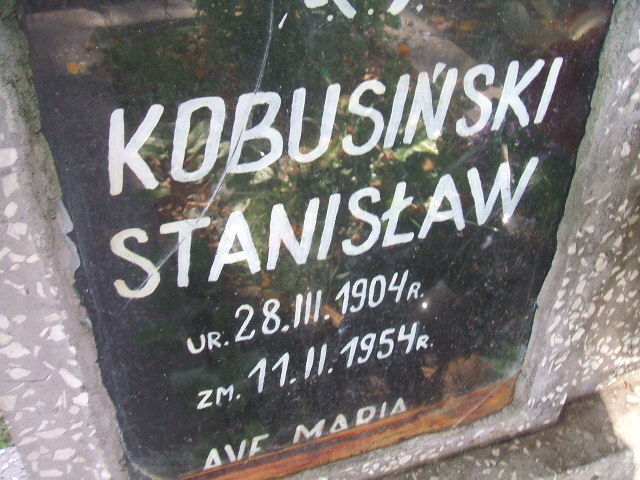 KOBUSIŃSKI
STANISŁAW
UR. 28.III.1904R.
ZM. 11.II.1954R.
AVE MARIA